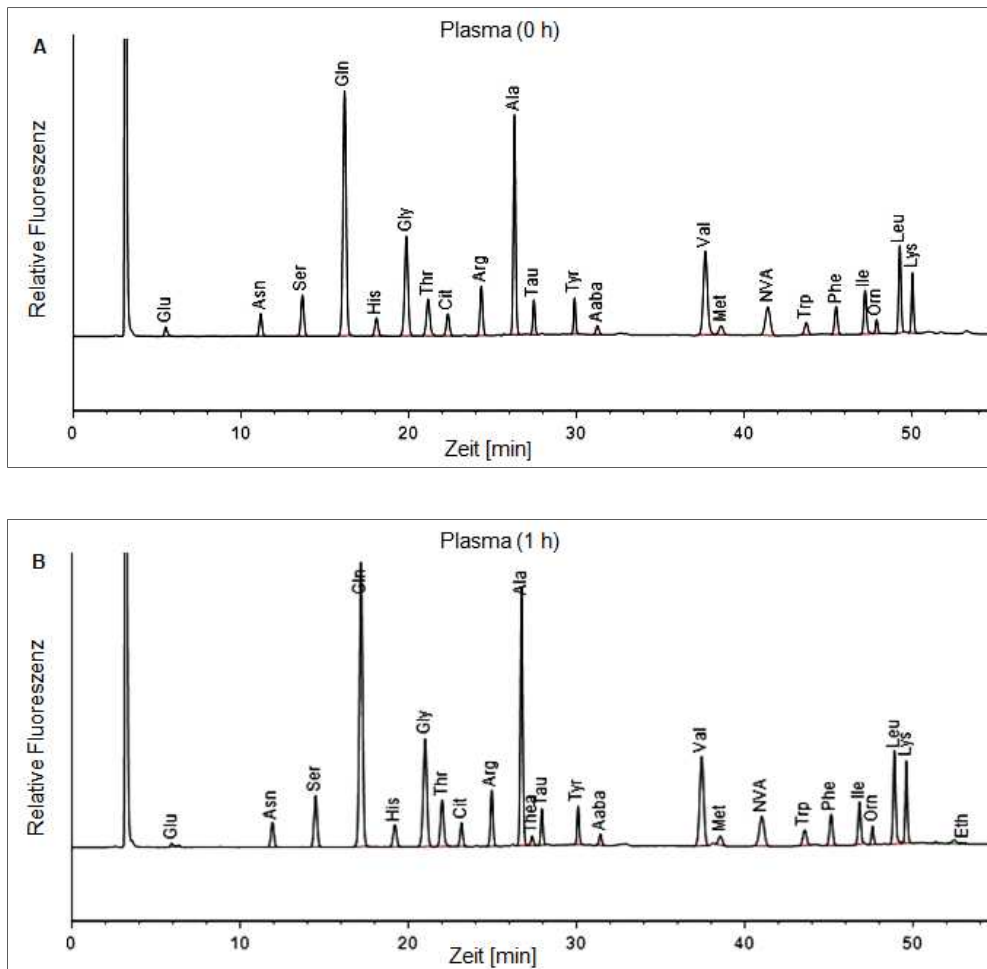 A
Plasma (0 h)
Relative Fluoreszenz
Glu
Asn
Ser
Gln
His
Gly
Thr
Cit
Arg
Ala
Tau
Tyr
Aaba
Val
Met
NVA
Trp
Phe
Ile
Orn
Leu
Lys
0 10 20 30 40 50
Zeit [min]
B
Plasma (1 h)
Relative Fluoreszenz
Glu
Asn
Ser
Gln
His
Gly
Thr
Cit
Arg
Ala
Thea
Tau
Tyr
Aaba
Val
Met
NVA
Trp
Phe
Ile
Orn
Leu
Lys
Eth
0 10 20 30 40 50
Zeit [min]